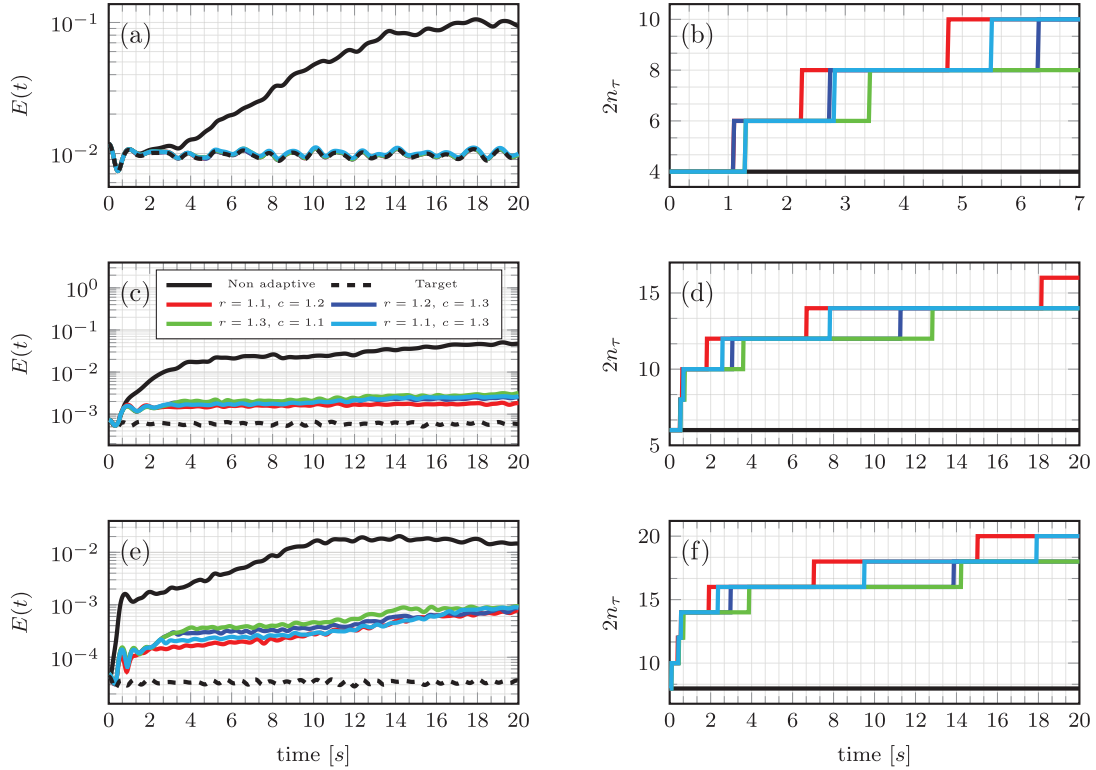 (a)
E(t)
10⁻¹
10⁻²
0 2 4 6 8 10 12 14 16 18 20
(b)
2n_τ
10
8
6
4
0 1 2 3 4 5 6 7
(c)
E(t)
10⁰
10⁻¹
10⁻²
10⁻³
Non adaptive Target
r = 1.1, c = 1.2 r = 1.2, c = 1.3
r = 1.3, c = 1.1 r = 1.1, c = 1.3
0 2 4 6 8 10 12 14 16 18 20
(d)
2n_τ
15
10
5
0 2 4 6 8 10 12 14 16 18 20
(e)
E(t)
10⁻²
10⁻³
10⁻⁴
0 2 4 6 8 10 12 14 16 18 20
time [s]
(f)
2n_τ
20
15
10
0 2 4 6 8 10 12 14 16 18 20
time [s]